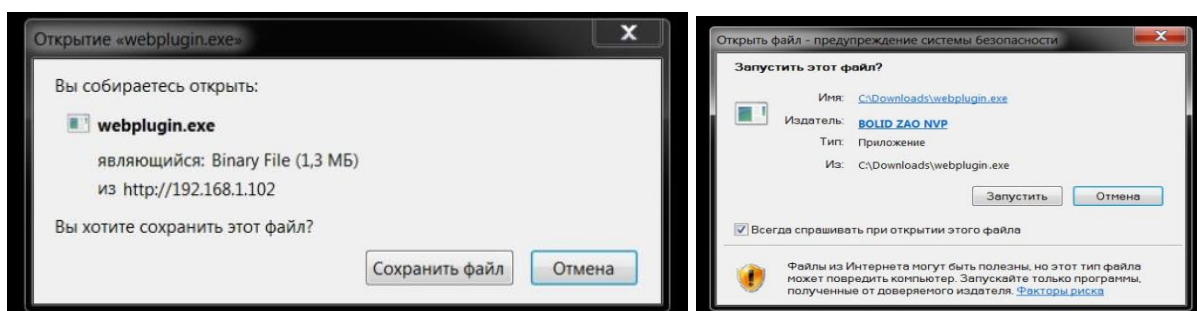 Открытие «webplugin.exe»
X
Вы собираетесь открыть:
webplugin.exe
являющийся: Binary File (1,3 МБ)
из http://192.168.1.102
Вы хотите сохранить этот файл?
Сохранить файл
Отмена
Открыть файл - предупреждение системы безопасности
X
Запустить этот файл?
Имя: C:\Downloads\webplugin.exe
Издатель: BOLID ZAO NVP
Тип: Приложение
Из: C:\Downloads\webplugin.exe
Запустить
Отмена
Всегда спрашивать при открытии этого файла
Файлы из Интернета могут быть полезны, но этот тип файла
может повредить компьютер. Запускайте только программы,
полученные от доверяемого издателя. Факторы риска